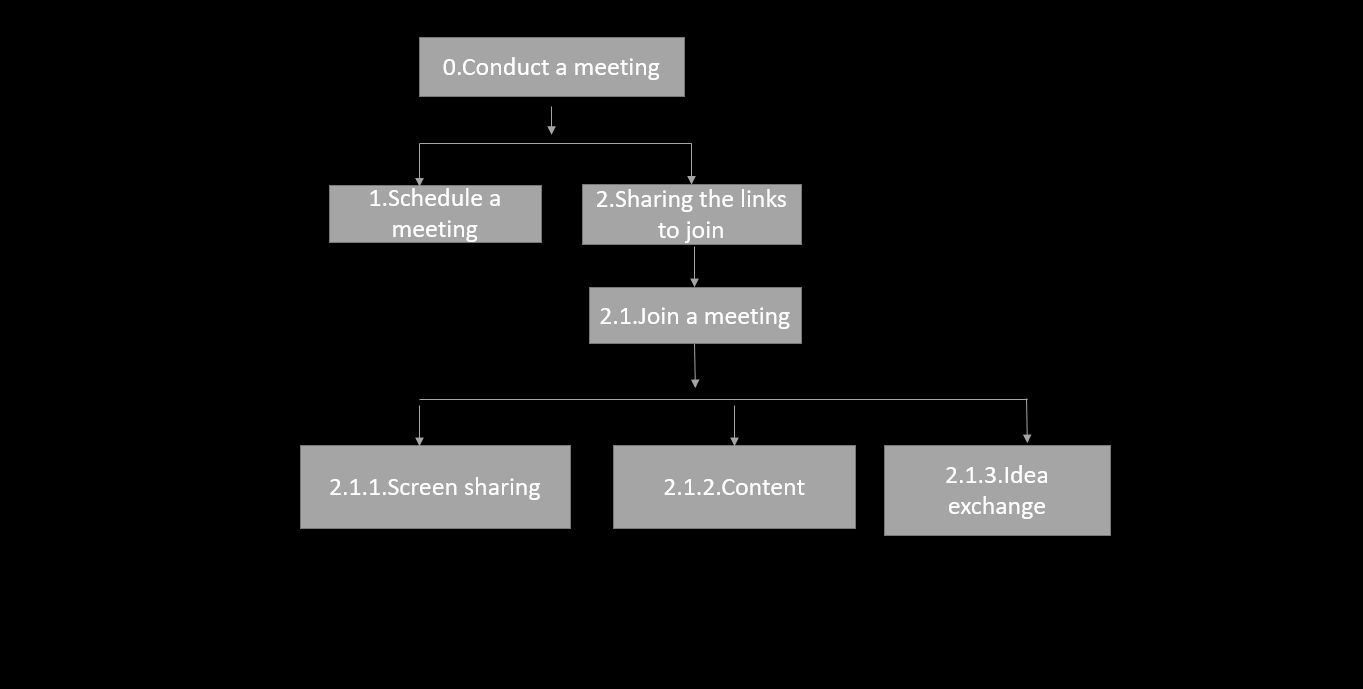 0.Conduct a meeting
1.Schedule a
meeting
2.Sharing the links
to join
2.1.Join a meeting
2.1.1.Screen sharing
2.1.2.Content
2.1.3.Idea
exchange